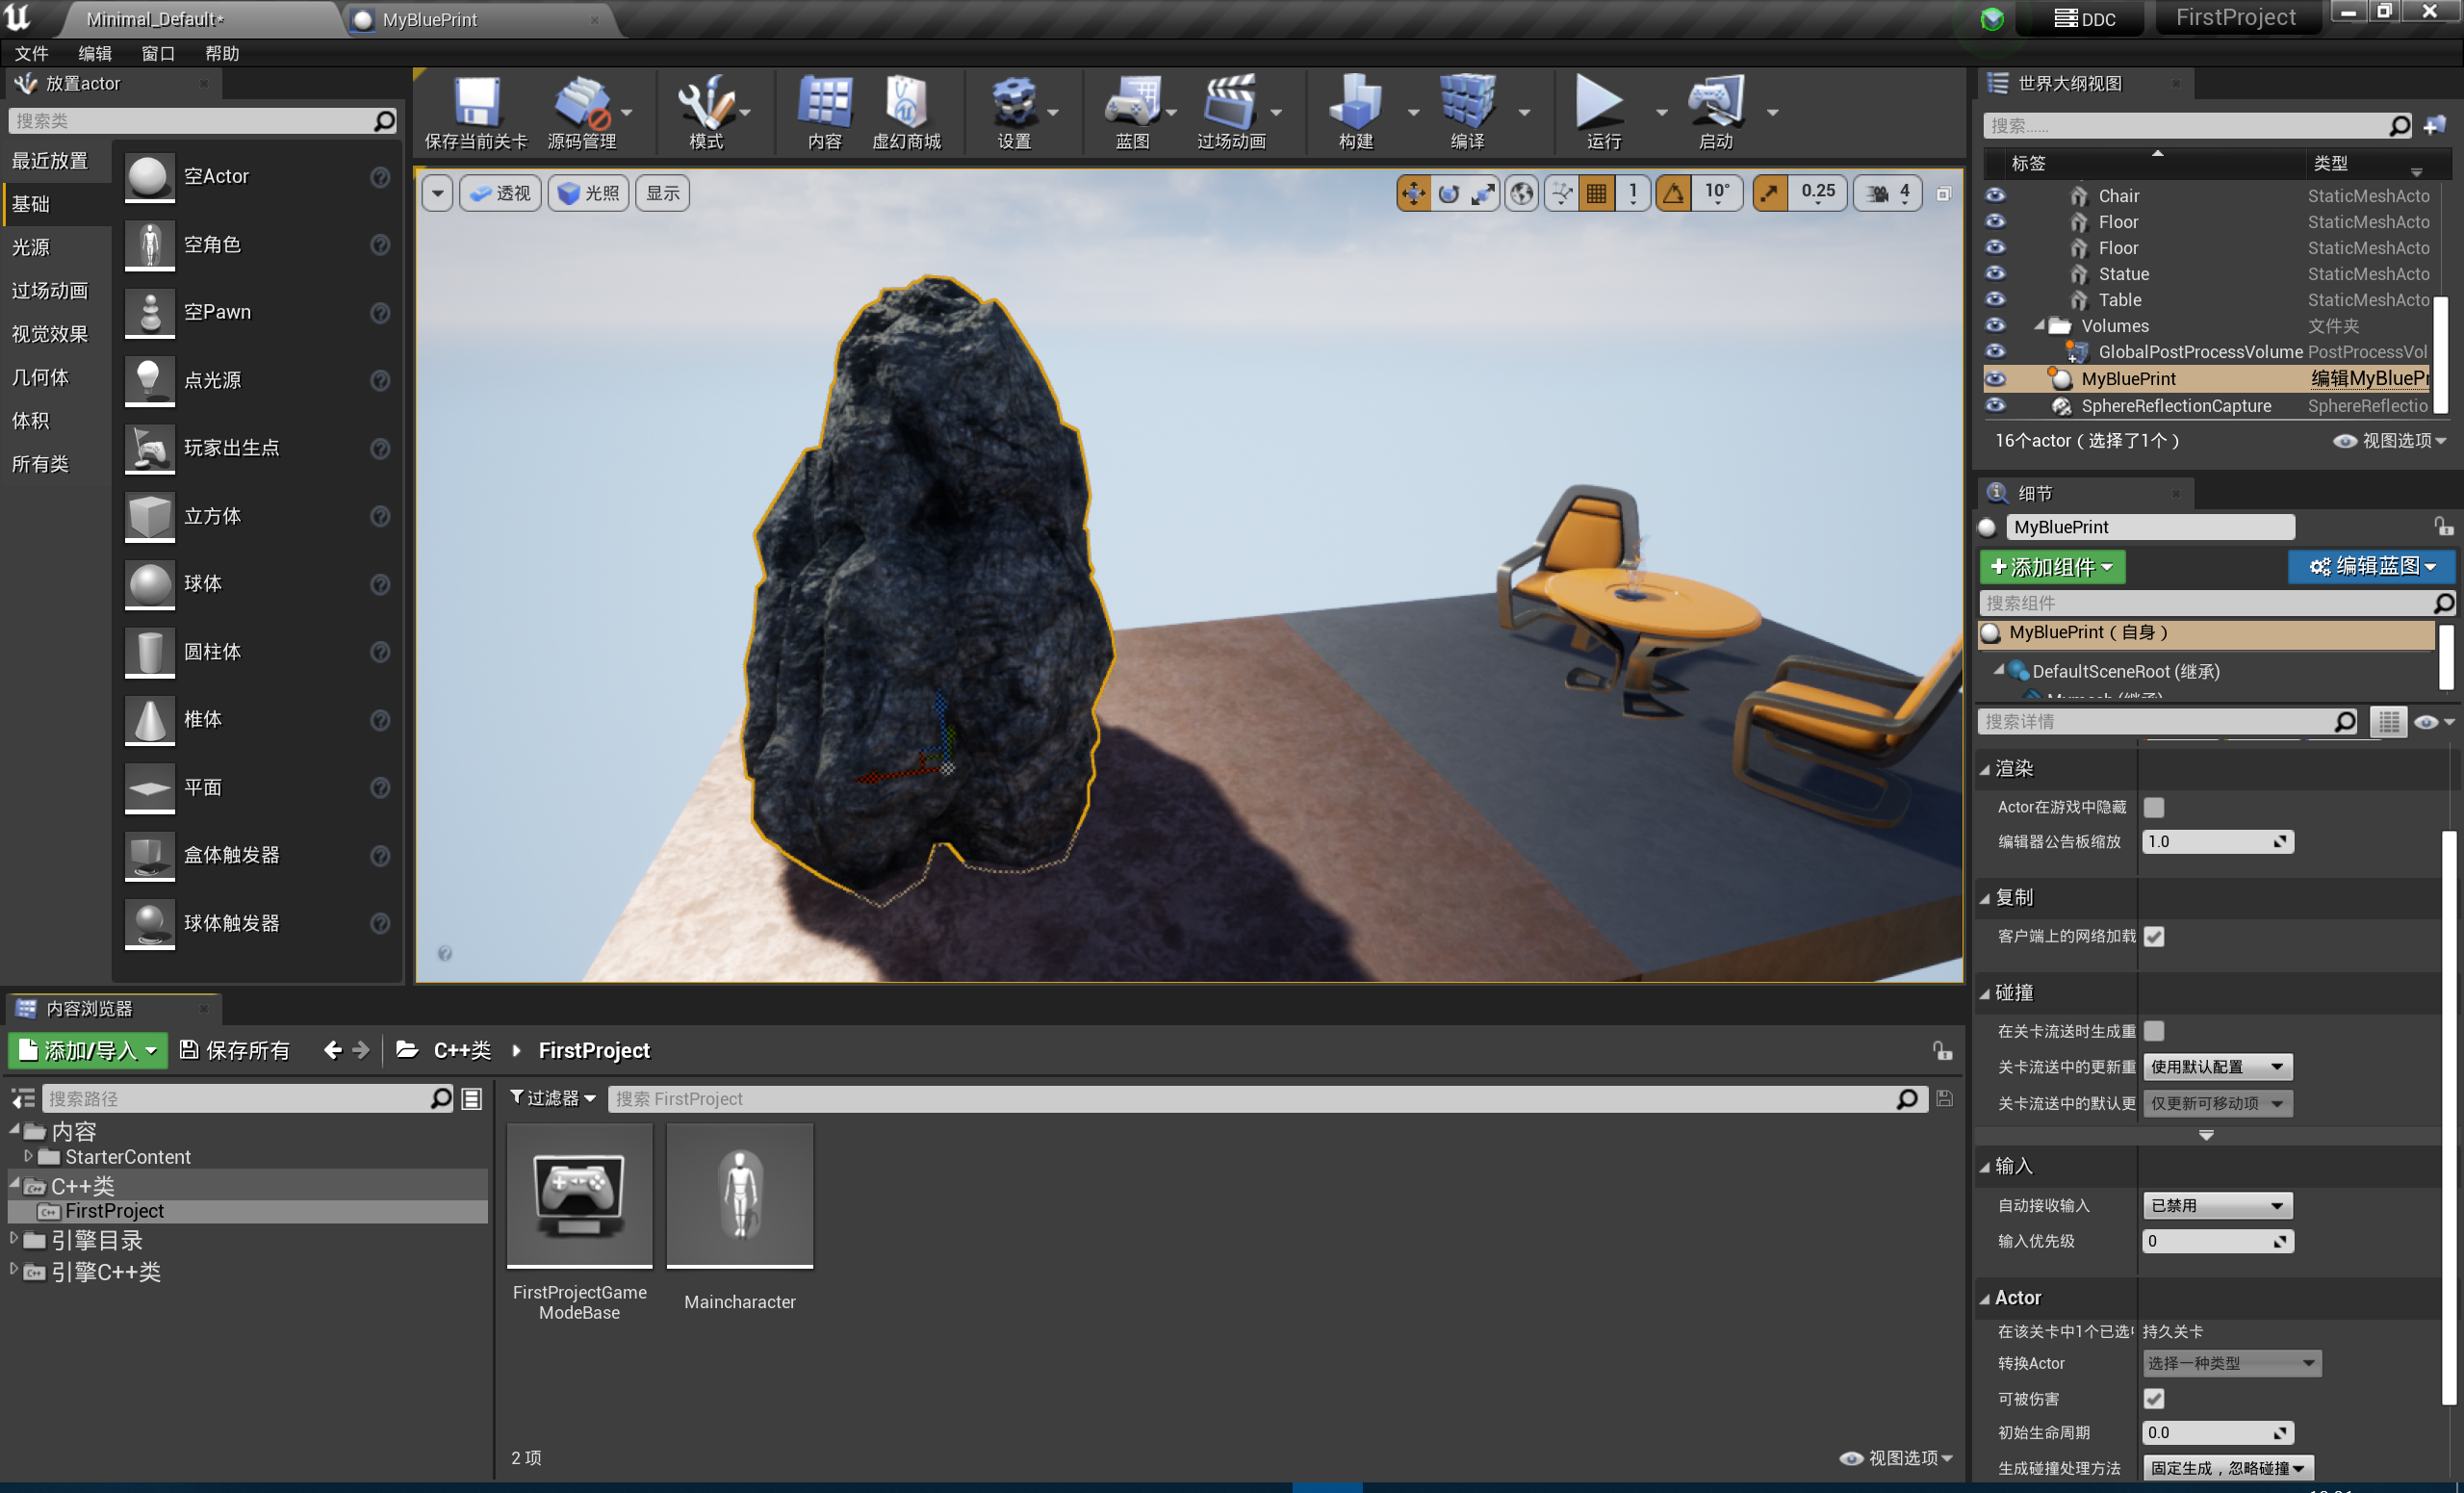 Minimal_Default*
MyBluePrint
DDC
FirstProject
文件 编辑 窗口 帮助
放置actor
搜索类
最近放置
基础
光源
过场动画
视觉效果
几何体
体积
所有类
空Actor
空角色
空Pawn
点光源
玩家出生点
立方体
球体
圆柱体
椎体
平面
盒体触发器
球体触发器
保存当前关卡 源码管理 模式 内容 虚幻商城 设置 蓝图 过场动画 构建 编译 运行 启动
透视 光照 显示
1 10° 0.25 4
世界大纲视图
搜索......
标签 类型
Chair StaticMeshActo
Floor StaticMeshActo
Floor StaticMeshActo
Statue StaticMeshActo
Table StaticMeshActo
Volumes 文件夹
GlobalPostProcessVolume PostProcessVol
MyBluePrint 编辑MyBluePr
SphereReflectionCapture SphereReflectio
16个actor（选择了1个） 视图选项
细节
MyBluePrint
添加组件 编辑蓝图
搜索组件
MyBluePrint（自身）
DefaultSceneRoot (继承)
搜索详情
渲染
Actor在游戏中隐藏
编辑器公告板缩放 1.0
复制
客户端上的网络加载
碰撞
在关卡流送时生成重
关卡流送中的更新重 使用默认配置
关卡流送中的默认更 仅更新可移动项
输入
自动接收输入 已禁用
输入优先级 0
Actor
在该关卡中1个已选中 持久关卡
转换Actor 选择一种类型
可被伤害
初始生命周期 0.0
生成碰撞处理方法 固定生成，忽略碰撞
内容浏览器
添加/导入 保存所有 C++类 FirstProject
搜索路径
内容
StarterContent
C++类
FirstProject
引擎目录
引擎C++类
过滤器 搜索 FirstProject
FirstProjectGame
ModeBase
Maincharacter
2 项 视图选项